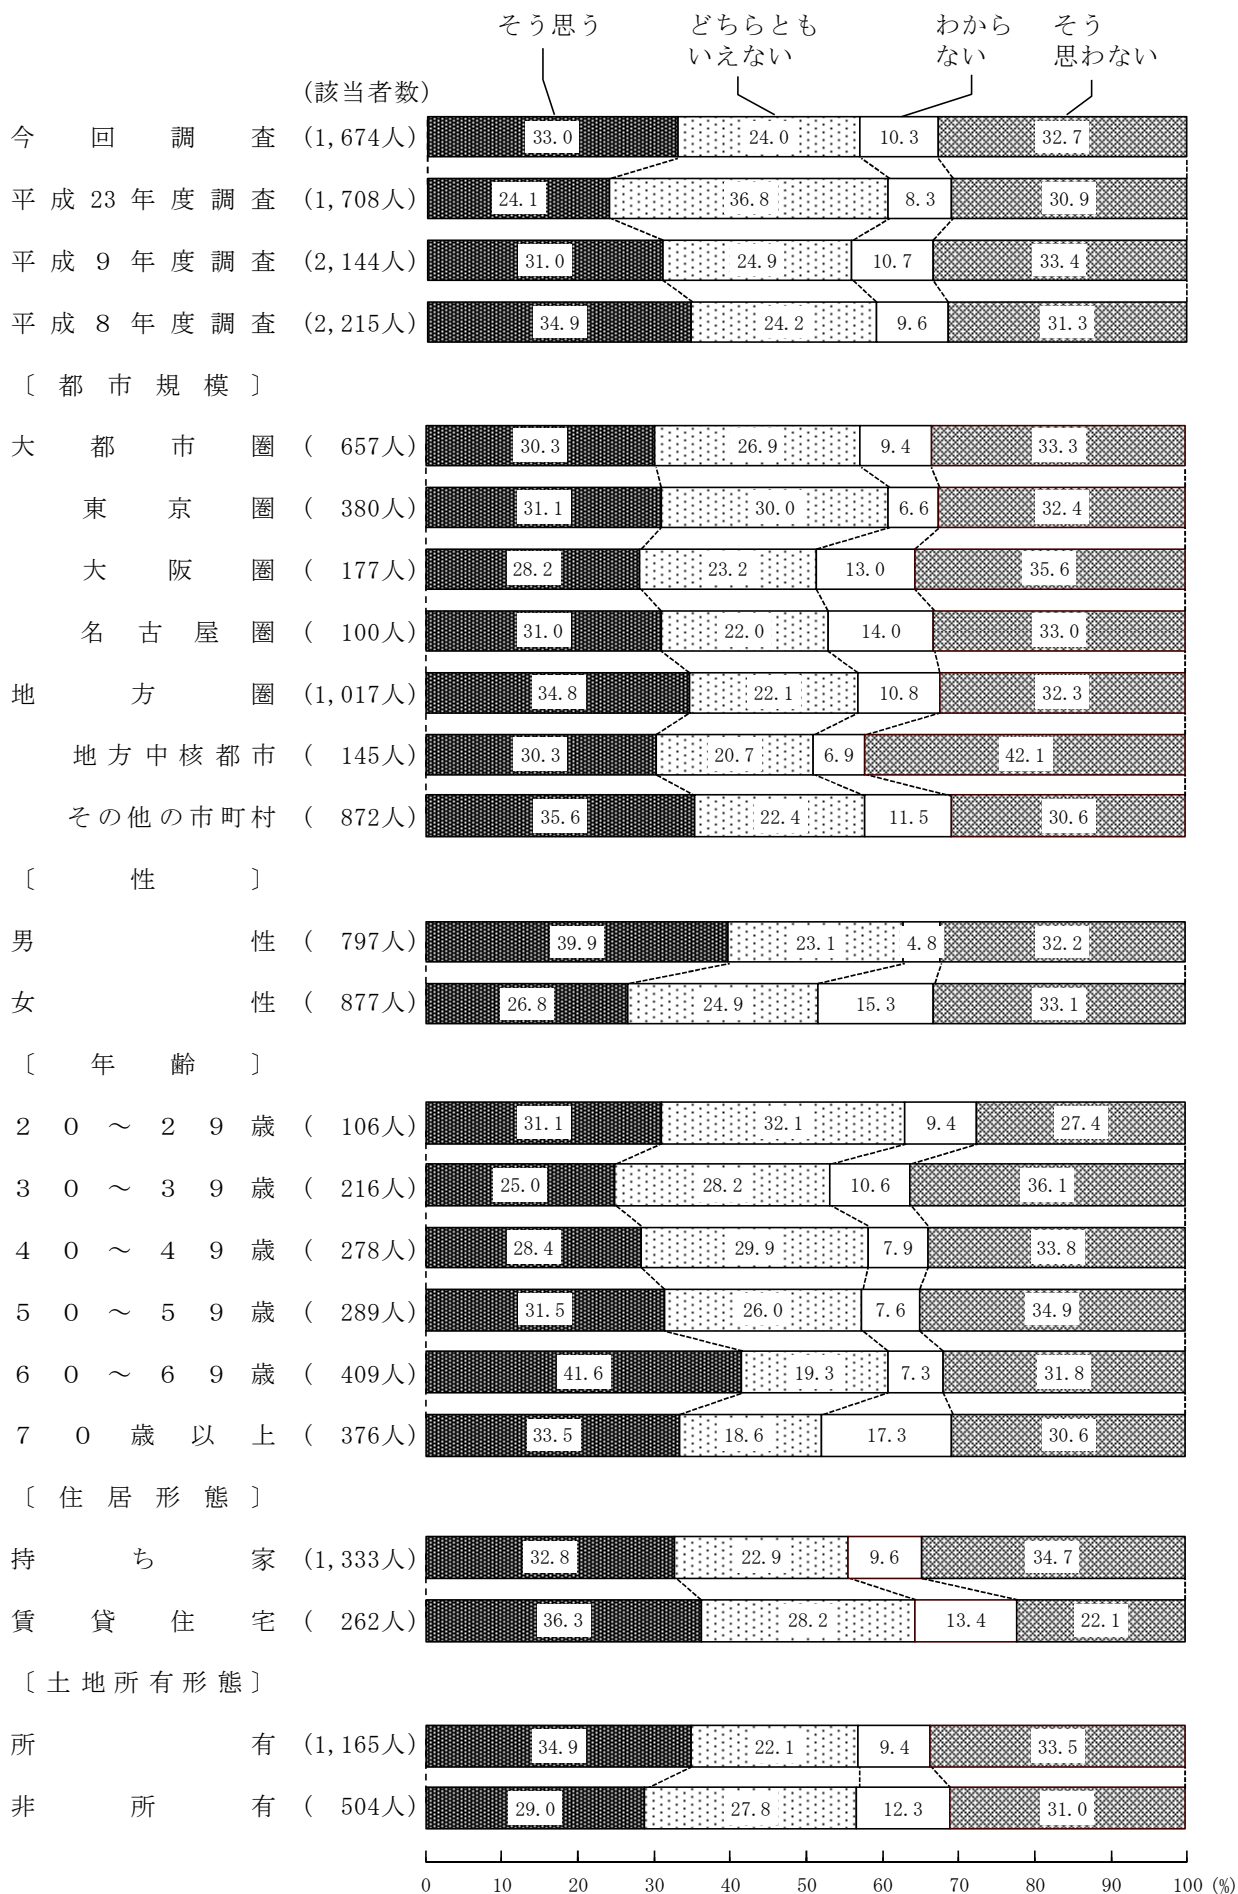 そう思う　どちらとも　わから　そう
いえない　ない　思わない
(該当者数)
今回調査 (1,674人) 33.0 24.0 10.3 32.7
平成23年度調査 (1,708人) 24.1 36.8 8.3 30.9
平成９年度調査 (2,144人) 31.0 24.9 10.7 33.4
平成８年度調査 (2,215人) 34.9 24.2 9.6 31.3
〔都市規模〕
大都市圏 ( 657人) 30.3 26.9 9.4 33.3
東京圏 ( 380人) 31.1 30.0 6.6 32.4
大阪圏 ( 177人) 28.2 23.2 13.0 35.6
名古屋圏 ( 100人) 31.0 22.0 14.0 33.0
地方圏 (1,017人) 34.8 22.1 10.8 32.3
地方中核都市 ( 145人) 30.3 20.7 6.9 42.1
その他の市町村 ( 872人) 35.6 22.4 11.5 30.6
〔性〕
男性 ( 797人) 39.9 23.1 4.8 32.2
女性 ( 877人) 26.8 24.9 15.3 33.1
〔年齢〕
２０～２９歳 ( 106人) 31.1 32.1 9.4 27.4
３０～３９歳 ( 216人) 25.0 28.2 10.6 36.1
４０～４９歳 ( 278人) 28.4 29.9 7.9 33.8
５０～５９歳 ( 289人) 31.5 26.0 7.6 34.9
６０～６９歳 ( 409人) 41.6 19.3 7.3 31.8
７０歳以上 ( 376人) 33.5 18.6 17.3 30.6
〔住居形態〕
持ち家 (1,333人) 32.8 22.9 9.6 34.7
賃貸住宅 ( 262人) 36.3 28.2 13.4 22.1
〔土地所有形態〕
所有 (1,165人) 34.9 22.1 9.4 33.5
非所有 ( 504人) 29.0 27.8 12.3 31.0
0 10 20 30 40 50 60 70 80 90 100 (%)